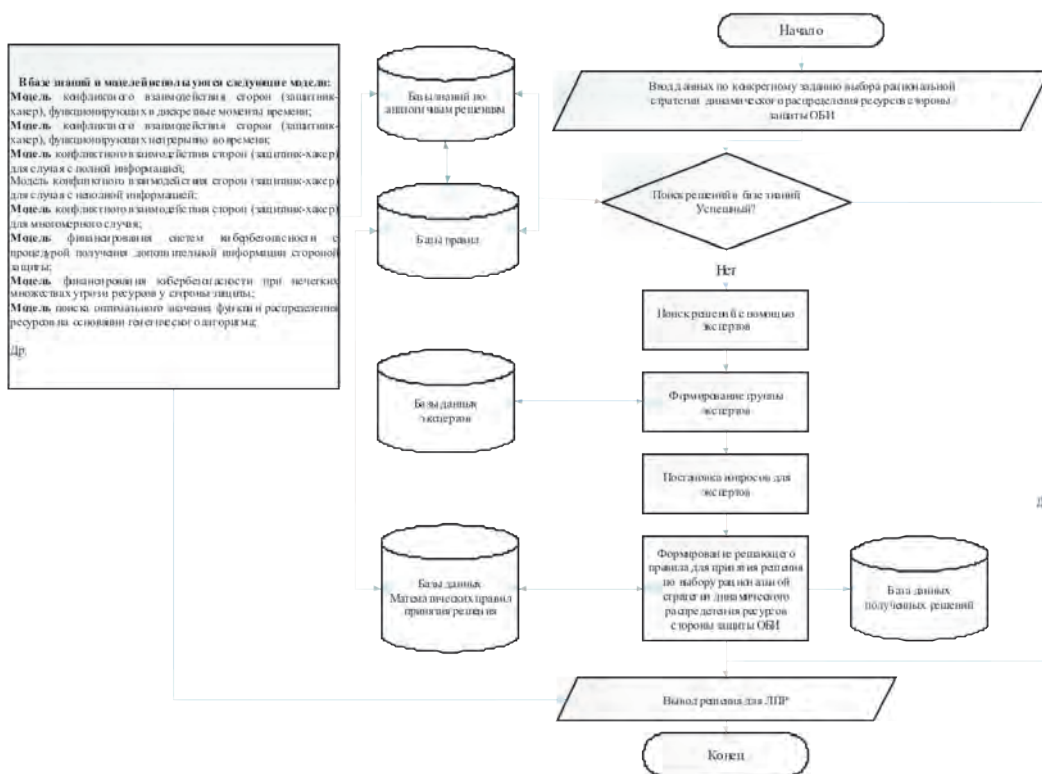 В базе знаний и моделей используются следующие модели:
Модель конфликтного взаимодействия сторон (защитник-
хакер), функционирующих в дискретные моменты времени;
Модель конфликтного взаимодействия сторон (защитник-
хакер), функционирующих непрерывно во времени;
Модель конфликтного взаимодействия сторон (защитник-хакер)
для случая с полной информацией;
Модель конфликтного взаимодействия сторон (защитник-хакер)
для случая с неполной информацией;
Модель конфликтного взаимодействия сторон (защитник-хакер)
для многомерного случая;
Модель финансирования систем кибербезопасности с
процедурой получения дополнительной информации стороной
защиты;
Модель финансирования кибербезопасности при нечетких
множествах угроз и ресурсов у стороны защиты;
Модель поиска оптимального значения функции распределения
ресурсов на основании генетического алгоритма;
Др.
Базы знаний по
аналогичным решениям
Базы правил
Базы данных
экспертов
Базы данных
Математических правил
принятия решения
Начало
Ввод данных по конкретному заданию выбора рациональной
стратегии динамического распределения ресурсов стороны
защиты ОБИ
Поиск решений в базе знаний
Успешный?
Нет
Поиск решений с помощью
экспертов
Формирование группы
экспертов
Постановка вопросов для
экспертов
Формирование решающего
правила для принятия решения
по выбору рациональной
стратегии динамического
распределения ресурсов
стороны защиты ОБИ
База данных
полученных решений
Д
Вывод решения для ЛПР
Конец